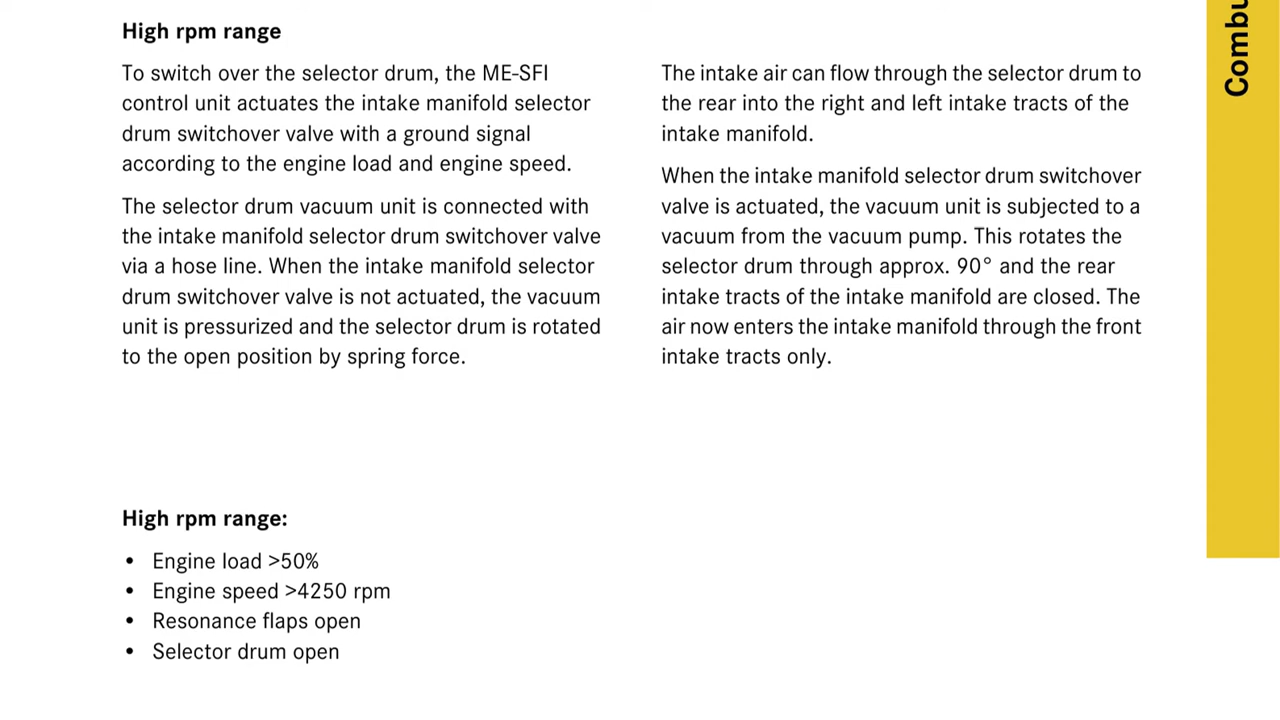 High rpm range
To switch over the selector drum, the ME-SFI
control unit actuates the intake manifold selector
drum switchover valve with a ground signal
according to the engine load and engine speed.
The selector drum vacuum unit is connected with
the intake manifold selector drum switchover valve
via a hose line. When the intake manifold selector
drum switchover valve is not actuated, the vacuum
unit is pressurized and the selector drum is rotated
to the open position by spring force.
The intake air can flow through the selector drum to
the rear into the right and left intake tracts of the
intake manifold.
When the intake manifold selector drum switchover
valve is actuated, the vacuum unit is subjected to a
vacuum from the vacuum pump. This rotates the
selector drum through approx. 90° and the rear
intake tracts of the intake manifold are closed. The
air now enters the intake manifold through the front
intake tracts only.
High rpm range:
• Engine load >50%
• Engine speed >4250 rpm
• Resonance flaps open
• Selector drum open
Combu